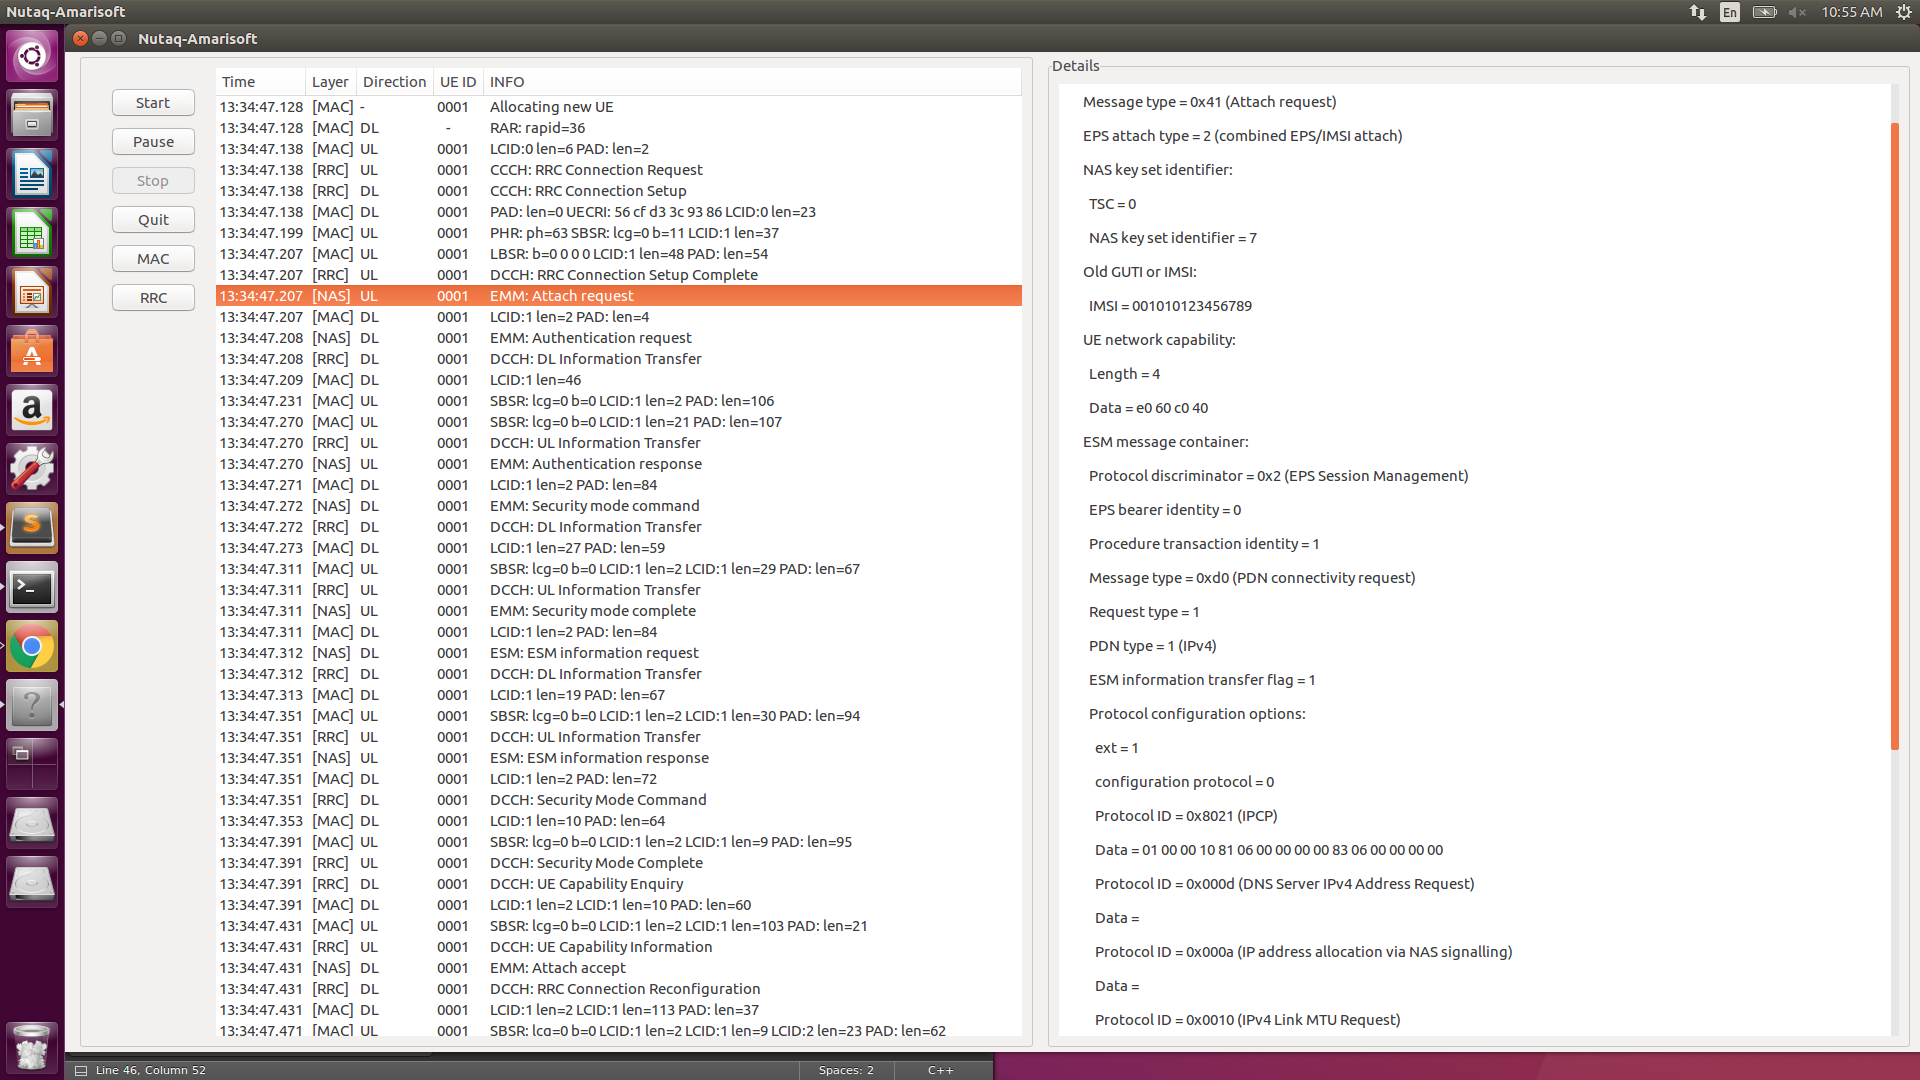 Nutaq-Amarisoft
En
10:55 AM
Nutaq-Amarisoft
Start
Pause
Stop
Quit
MAC
RRC
Time Layer Direction UE ID INFO
13:34:47.128 [MAC] - 0001 Allocating new UE
13:34:47.128 [MAC] DL - RAR: rapid=36
13:34:47.138 [MAC] UL 0001 LCID:0 len=6 PAD: len=2
13:34:47.138 [RRC] UL 0001 CCCH: RRC Connection Request
13:34:47.138 [RRC] DL 0001 CCCH: RRC Connection Setup
13:34:47.138 [MAC] DL 0001 PAD: len=0 UECRI: 56 cf d3 3c 93 86 LCID:0 len=23
13:34:47.199 [MAC] UL 0001 PHR: ph=63 SBSR: lcg=0 b=11 LCID:1 len=37
13:34:47.207 [MAC] UL 0001 LBSR: b=0 0 0 0 LCID:1 len=48 PAD: len=54
13:34:47.207 [RRC] UL 0001 DCCH: RRC Connection Setup Complete
13:34:47.207 [NAS] UL 0001 EMM: Attach request
13:34:47.207 [MAC] DL 0001 LCID:1 len=2 PAD: len=4
13:34:47.208 [NAS] DL 0001 EMM: Authentication request
13:34:47.208 [RRC] DL 0001 DCCH: DL Information Transfer
13:34:47.209 [MAC] DL 0001 LCID:1 len=46
13:34:47.231 [MAC] UL 0001 SBSR: lcg=0 b=0 LCID:1 len=2 PAD: len=106
13:34:47.270 [MAC] UL 0001 SBSR: lcg=0 b=0 LCID:1 len=21 PAD: len=107
13:34:47.270 [RRC] UL 0001 DCCH: UL Information Transfer
13:34:47.270 [NAS] UL 0001 EMM: Authentication response
13:34:47.271 [MAC] DL 0001 LCID:1 len=2 PAD: len=84
13:34:47.272 [NAS] DL 0001 EMM: Security mode command
13:34:47.272 [RRC] DL 0001 DCCH: DL Information Transfer
13:34:47.273 [MAC] DL 0001 LCID:1 len=27 PAD: len=59
13:34:47.311 [MAC] UL 0001 SBSR: lcg=0 b=0 LCID:1 len=2 LCID:1 len=29 PAD: len=67
13:34:47.311 [RRC] UL 0001 DCCH: UL Information Transfer
13:34:47.311 [NAS] UL 0001 EMM: Security mode complete
13:34:47.311 [MAC] DL 0001 LCID:1 len=2 PAD: len=84
13:34:47.312 [NAS] DL 0001 ESM: ESM information request
13:34:47.312 [RRC] DL 0001 DCCH: DL Information Transfer
13:34:47.313 [MAC] DL 0001 LCID:1 len=19 PAD: len=67
13:34:47.351 [MAC] UL 0001 SBSR: lcg=0 b=0 LCID:1 len=2 LCID:1 len=30 PAD: len=94
13:34:47.351 [RRC] UL 0001 DCCH: UL Information Transfer
13:34:47.351 [NAS] UL 0001 ESM: ESM information response
13:34:47.351 [MAC] DL 0001 LCID:1 len=2 PAD: len=72
13:34:47.351 [RRC] DL 0001 DCCH: Security Mode Command
13:34:47.353 [MAC] DL 0001 LCID:1 len=10 PAD: len=64
13:34:47.391 [MAC] UL 0001 SBSR: lcg=0 b=0 LCID:1 len=2 LCID:1 len=9 PAD: len=95
13:34:47.391 [RRC] UL 0001 DCCH: Security Mode Complete
13:34:47.391 [RRC] DL 0001 DCCH: UE Capability Enquiry
13:34:47.391 [MAC] DL 0001 LCID:1 len=2 LCID:1 len=10 PAD: len=60
13:34:47.431 [MAC] UL 0001 SBSR: lcg=0 b=0 LCID:1 len=2 LCID:1 len=103 PAD: len=21
13:34:47.431 [RRC] UL 0001 DCCH: UE Capability Information
13:34:47.431 [NAS] DL 0001 EMM: Attach accept
13:34:47.431 [RRC] DL 0001 DCCH: RRC Connection Reconfiguration
13:34:47.431 [MAC] DL 0001 LCID:1 len=2 LCID:1 len=113 PAD: len=37
13:34:47.471 [MAC] UL 0001 SBSR: lcg=0 b=0 LCID:1 len=2 LCID:1 len=9 LCID:2 len=23 PAD: len=62
Details
Message type = 0x41 (Attach request)
EPS attach type = 2 (combined EPS/IMSI attach)
NAS key set identifier:
TSC = 0
NAS key set identifier = 7
Old GUTI or IMSI:
IMSI = 001010123456789
UE network capability:
Length = 4
Data = e0 60 c0 40
ESM message container:
Protocol discriminator = 0x2 (EPS Session Management)
EPS bearer identity = 0
Procedure transaction identity = 1
Message type = 0xd0 (PDN connectivity request)
Request type = 1
PDN type = 1 (IPv4)
ESM information transfer flag = 1
Protocol configuration options:
ext = 1
configuration protocol = 0
Protocol ID = 0x8021 (IPCP)
Data = 01 00 00 10 81 06 00 00 00 00 83 06 00 00 00 00
Protocol ID = 0x000d (DNS Server IPv4 Address Request)
Data =
Protocol ID = 0x000a (IP address allocation via NAS signalling)
Data =
Protocol ID = 0x0010 (IPv4 Link MTU Request)
Line 46, Column 52
Spaces: 2
C++